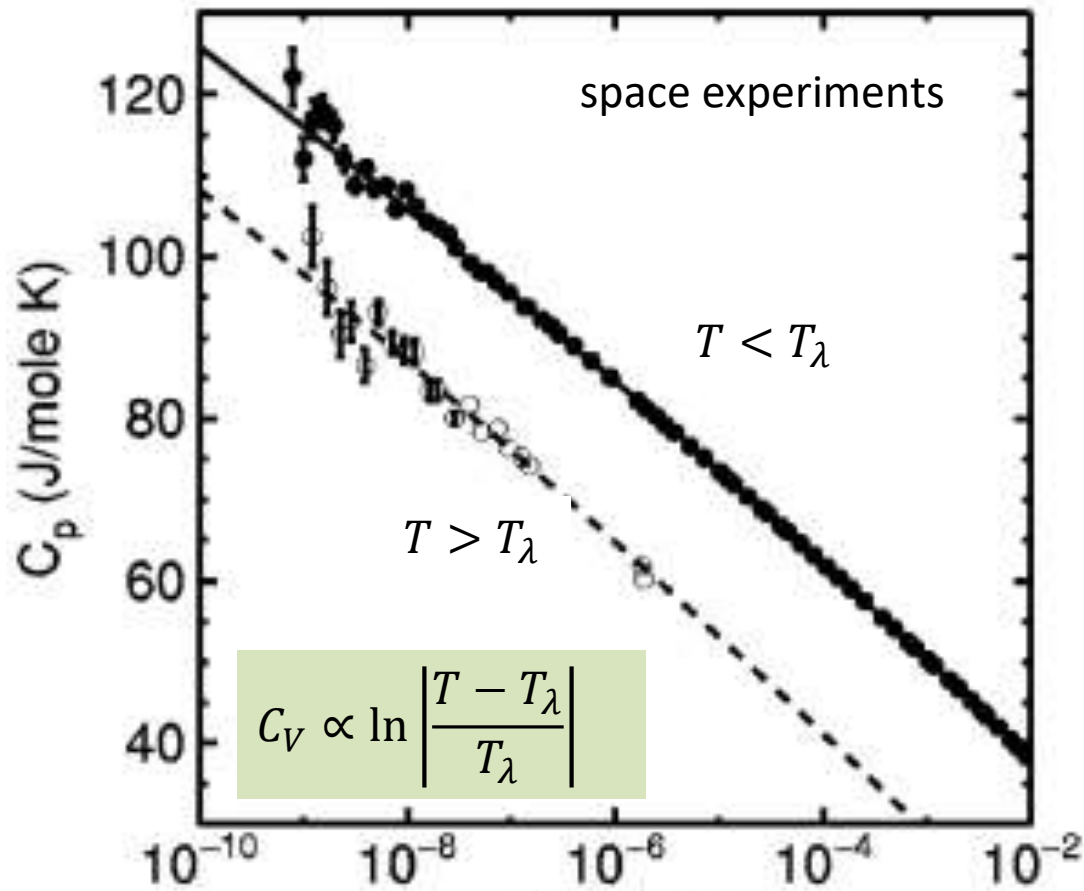 space experiments
120
100
80
60
40
C_p (J/mole K)
T < T_λ
T > T_λ
C_V ∝ ln |(T − T_λ)/T_λ|
10⁻¹⁰ 10⁻⁸ 10⁻⁶ 10⁻⁴ 10⁻²